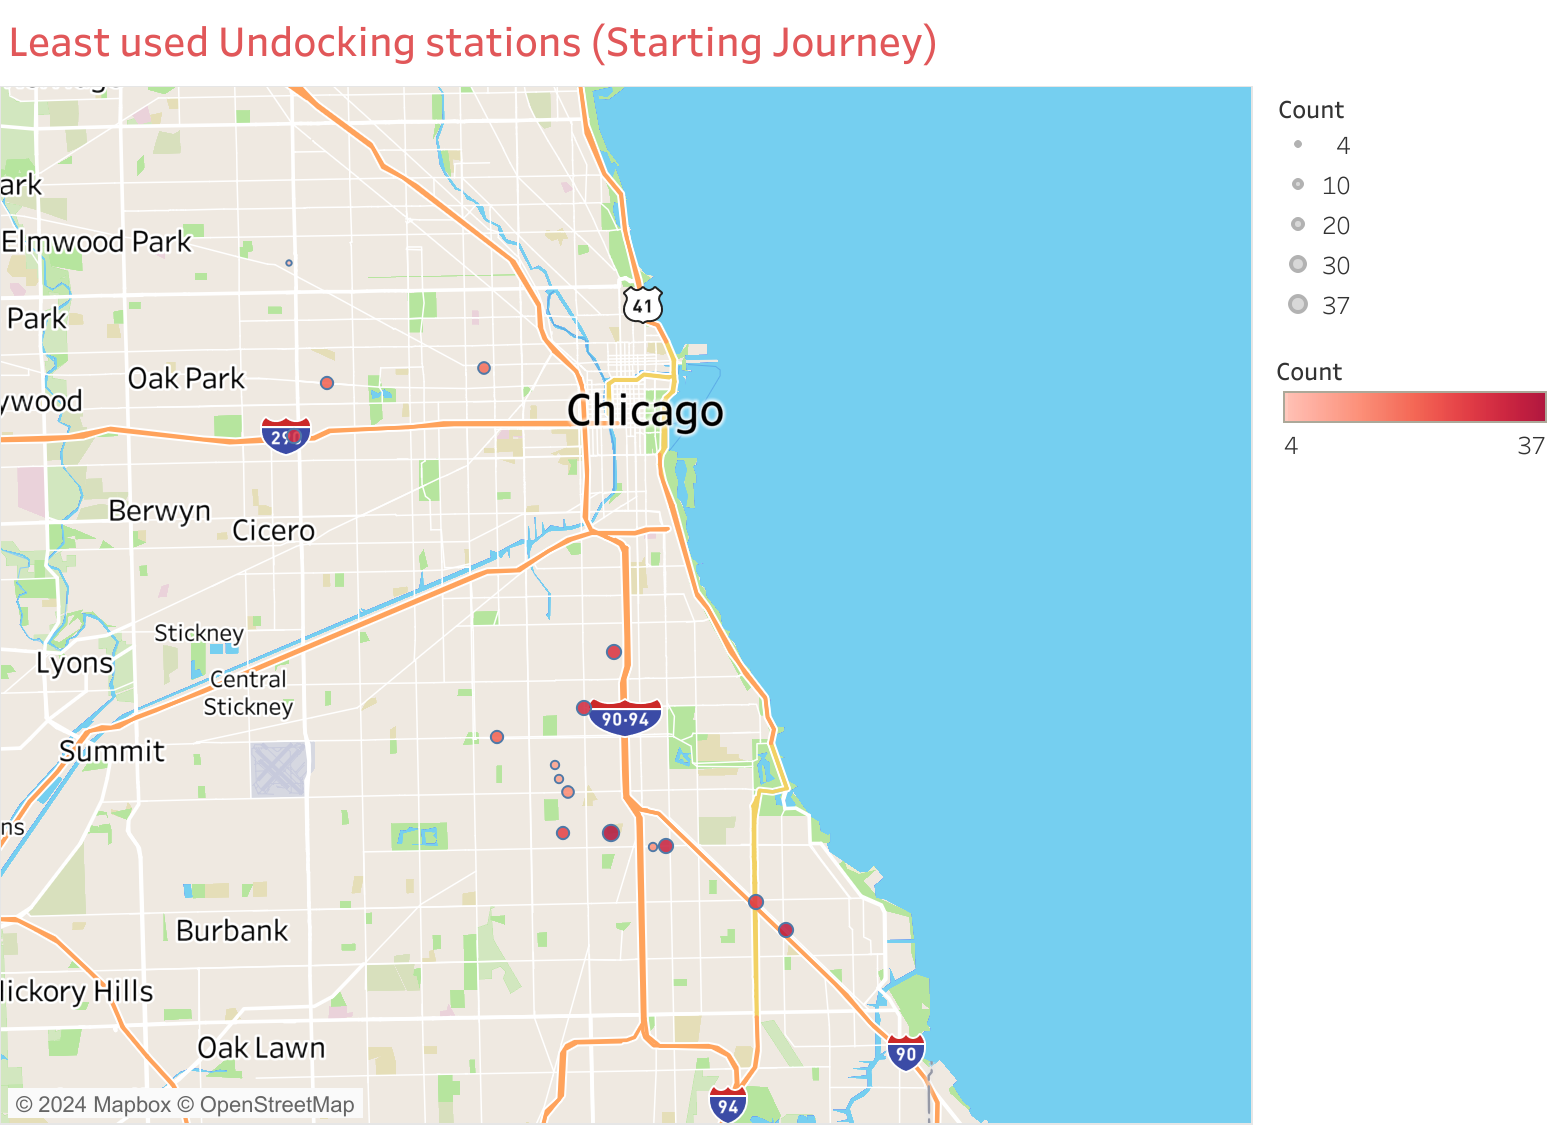 Least used Undocking stations (Starting Journey)
ark
Elmwood Park
Park
41
Oak Park
ywood
Chicago
290
Berwyn
Cicero
Stickney
Lyons
Central
Stickney
90·94
Summit
ns
Burbank
Hickory Hills
Oak Lawn
90
94
© 2024 Mapbox © OpenStreetMap
Count
4
10
20
30
37
Count
4 37